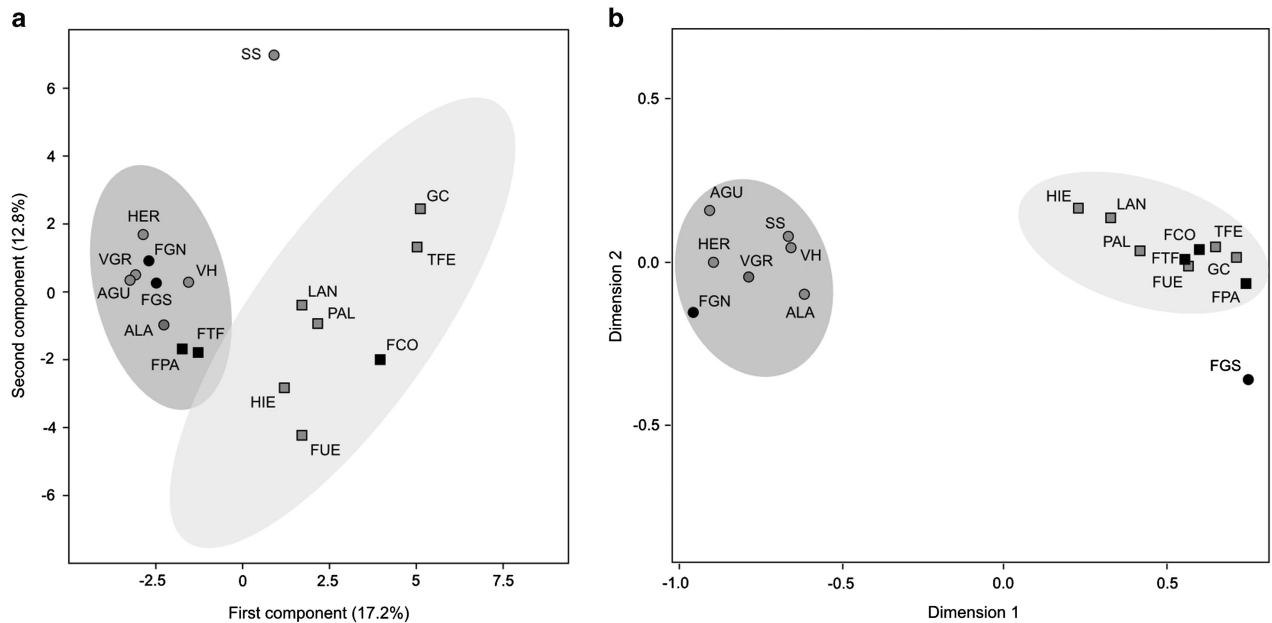 a
SS
6
4
2
0
-2
-4
-6
Second component (12.8%)
HER
FGN
VGR
VH
AGU
FGS
ALA
FTF
FPA
GC
TFE
LAN
PAL
FCO
HIE
FUE
-2.5 0 2.5 5 7.5
First component (17.2%)
b
0.5
0.0
-0.5
Dimension 2
AGU
SS
HER
VGR
VH
FGN
ALA
HIE
LAN
PAL
FCO
TFE
FTF
FUE
GC
FPA
FGS
-1.0 -0.5 0.0 0.5
Dimension 1